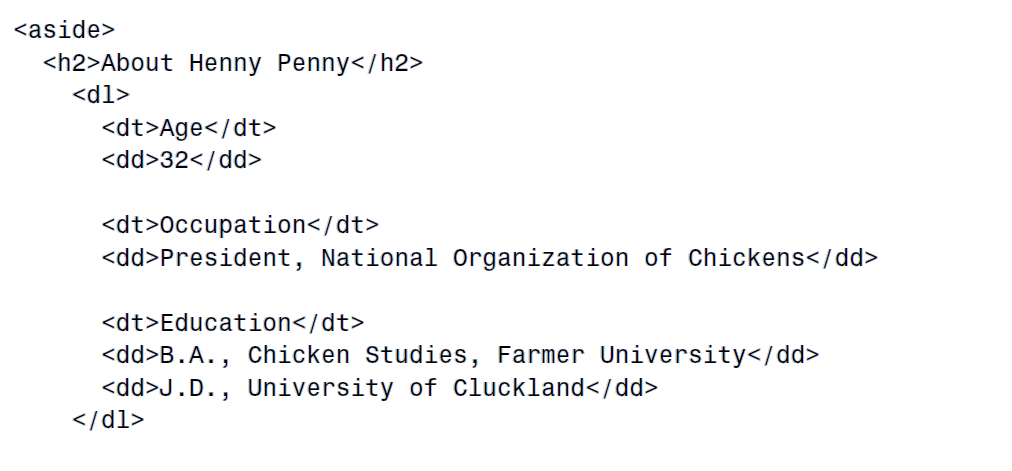 <aside>
  <h2>About Henny Penny</h2>
    <dl>
      <dt>Age</dt>
      <dd>32</dd>

      <dt>Occupation</dt>
      <dd>President, National Organization of Chickens</dd>

      <dt>Education</dt>
      <dd>B.A., Chicken Studies, Farmer University</dd>
      <dd>J.D., University of Cluckland</dd>
    </dl>